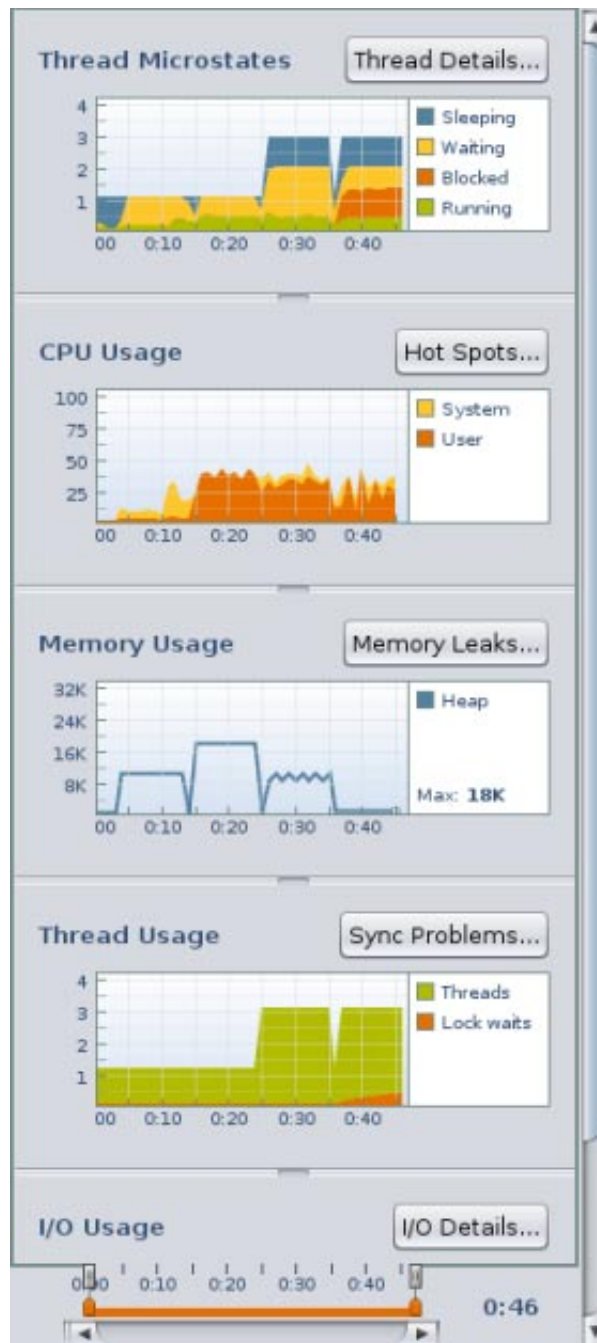 Thread Microstates Thread Details...
4
3
2
1
00 0:10 0:20 0:30 0:40
Sleeping
Waiting
Blocked
Running
CPU Usage Hot Spots...
100
75
50
25
00 0:10 0:20 0:30 0:40
System
User
Memory Usage Memory Leaks...
32K
24K
16K
8K
00 0:10 0:20 0:30 0:40
Heap
Max: 18K
Thread Usage Sync Problems...
4
3
2
1
00 0:10 0:20 0:30 0:40
Threads
Lock waits
I/O Usage I/O Details...
0:00 0:10 0:20 0:30 0:40
0:46